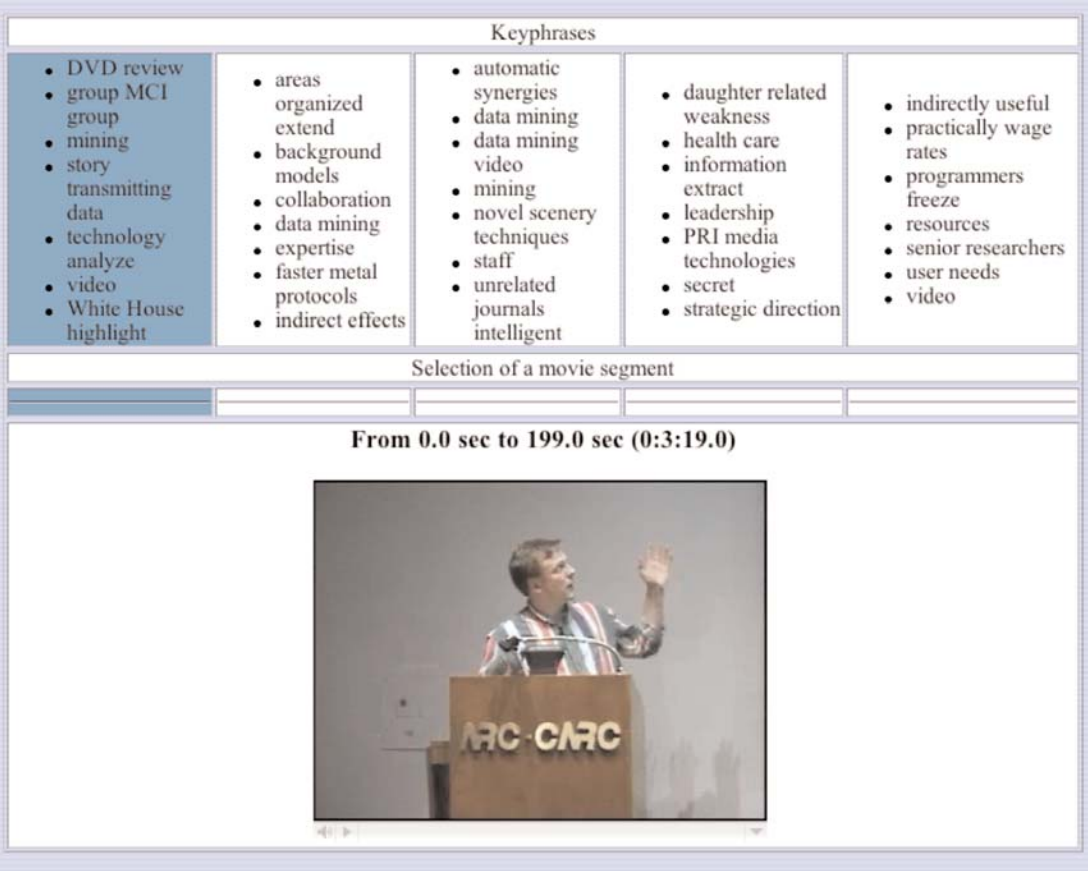 Keyphrases
• DVD review
• group MCI
group
• mining
• story
transmitting
data
• technology
analyze
• video
• White House
highlight
• areas
organized
extend
• background
models
• collaboration
• data mining
• expertise
• faster metal
protocols
• indirect effects
• automatic
synergies
• data mining
• data mining
video
• mining
• novel scenery
techniques
• staff
• unrelated
journals
intelligent
• daughter related
weakness
• health care
• information
extract
• leadership
• PRI media
technologies
• secret
• strategic direction
• indirectly useful
• practically wage
rates
• programmers
freeze
• resources
• senior researchers
• user needs
• video
Selection of a movie segment
From 0.0 sec to 199.0 sec (0:3:19.0)
NRC·CNRC